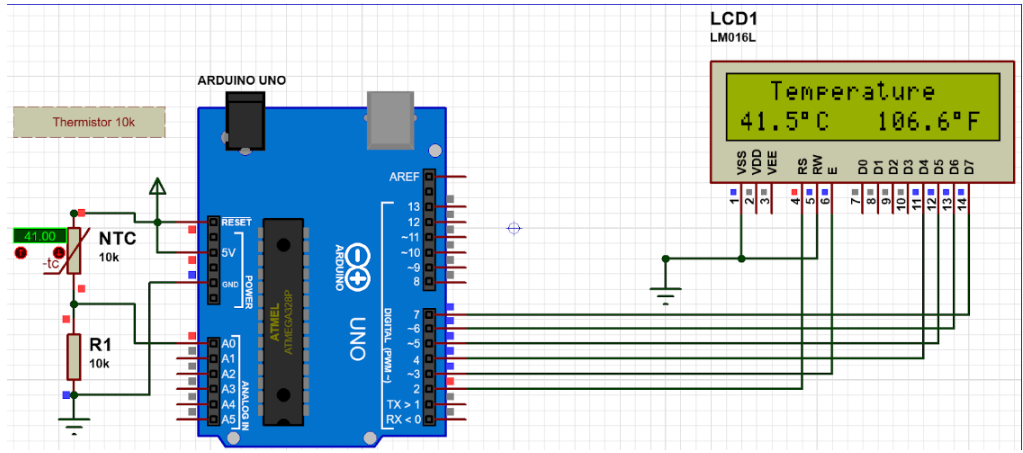 LCD1
LM016L
Temperature
41.5°C 106.6°F
VSS
VDD
VEE
RS
RW
E
D0
D1
D2
D3
D4
D5
D6
D7
1
2
3
4
5
6
7
8
9
10
11
12
13
14
ARDUINO UNO
Thermistor 10k
41.00
-tc
NTC
10k
R1
10k
RESET
5V
GND
POWER
A0
A1
A2
A3
A4
A5
ANALOG IN
ATMEL
ATMEGA328P
ARDUINO
UNO
AREF
13
12
~11
~10
~9
8
7
~6
~5
4
~3
2
TX > 1
RX < 0
DIGITAL (PWM ~)